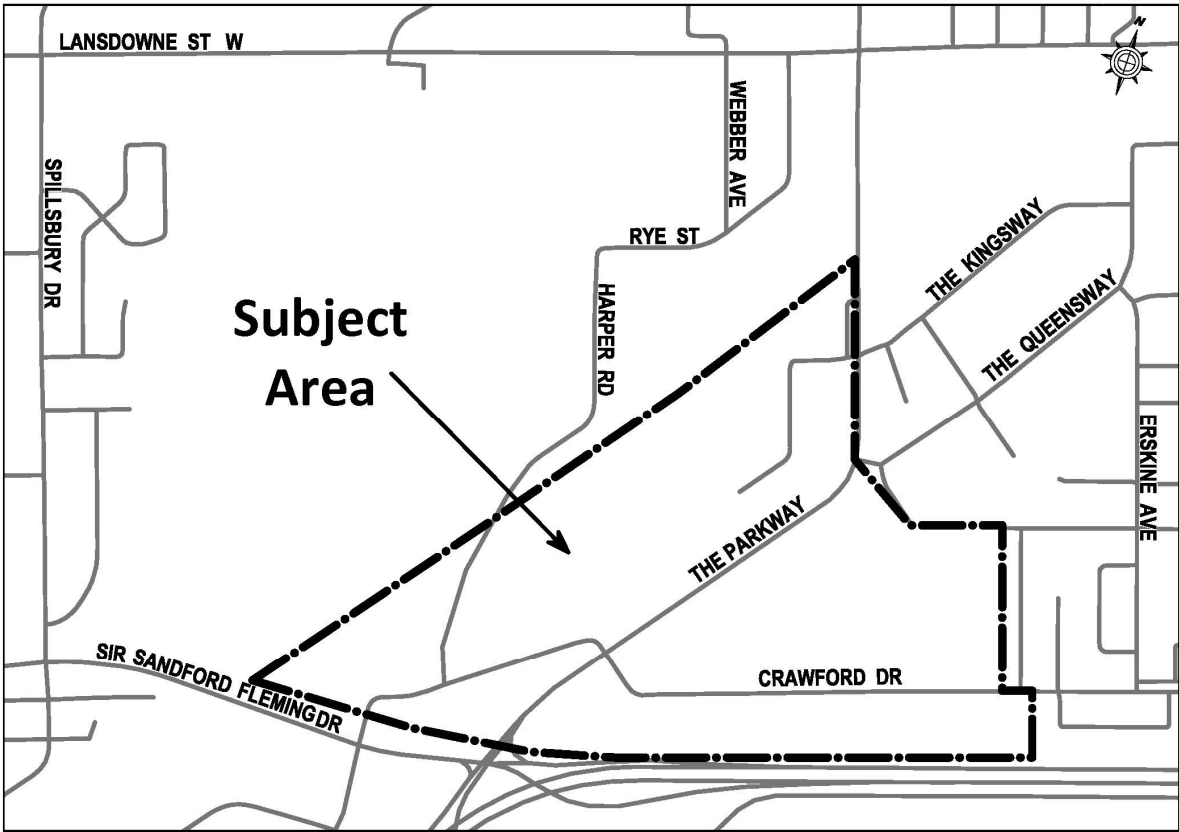 LANSDOWNE ST W
N
WEBBER AVE
SPILLSBURY DR
RYE ST
THE KINGSWAY
HARPER RD
THE QUEENSWAY
Subject
Area
ERSKINE AVE
THE PARKWAY
SIR SANDFORD FLEMING DR
CRAWFORD DR